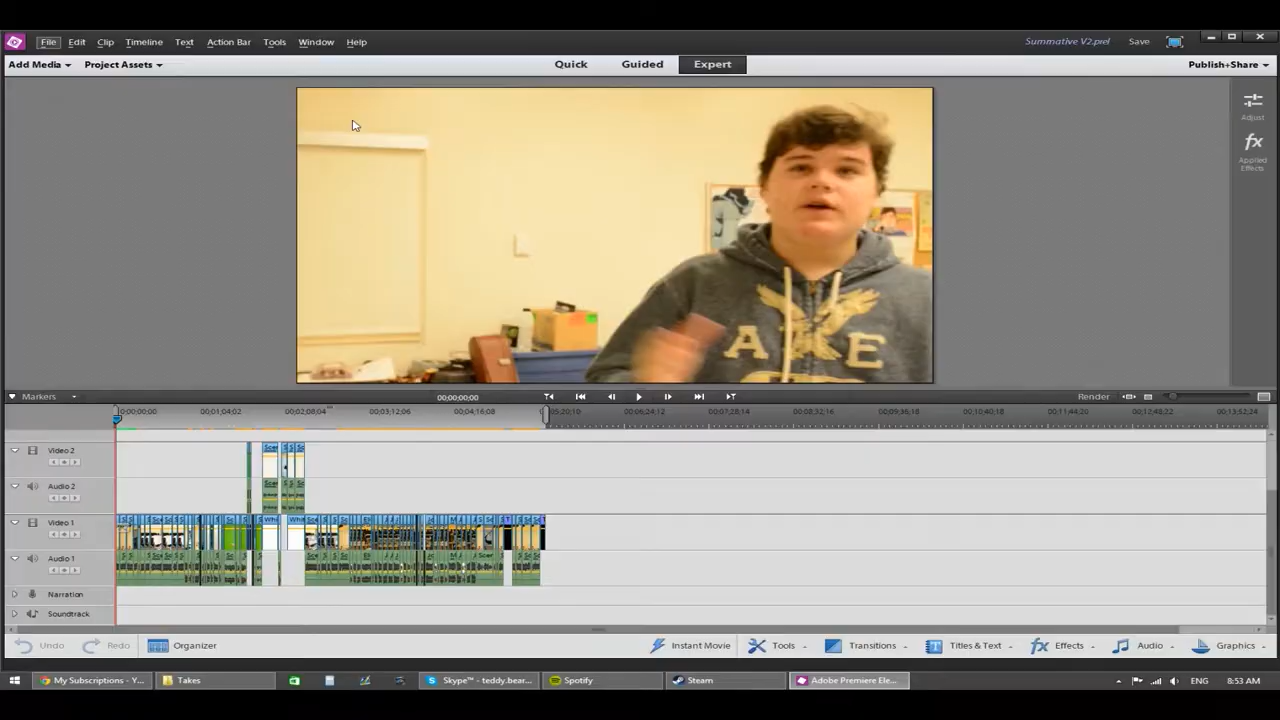 File Edit Clip Timeline Text Action Bar Tools Window Help Summative V2.prel Save
Add Media Project Assets Quick Guided Expert Publish+Share
Adjust
fx
Applied Effects
A E
Markers 00;00;00;00 Render
00;00;00;00 00;01;04;02 00;02;08;04 00;03;12;06 00;04;16;08 00;05;20;10 00;06;24;12 00;07;28;14 00;08;32;16 00;09;36;18 00;10;40;18 00;11;44;20 00;12;48;22 00;13;52;24
Video 2
Audio 2
Video 1
Audio 1
Narration
Soundtrack
Undo Redo Organizer Instant Movie Tools Transitions Titles & Text fx Effects Audio Graphics
My Subscriptions - Y... Takes Skype™ - teddy.bear... Spotify Steam Adobe Premiere Ele... ENG 8:53 AM